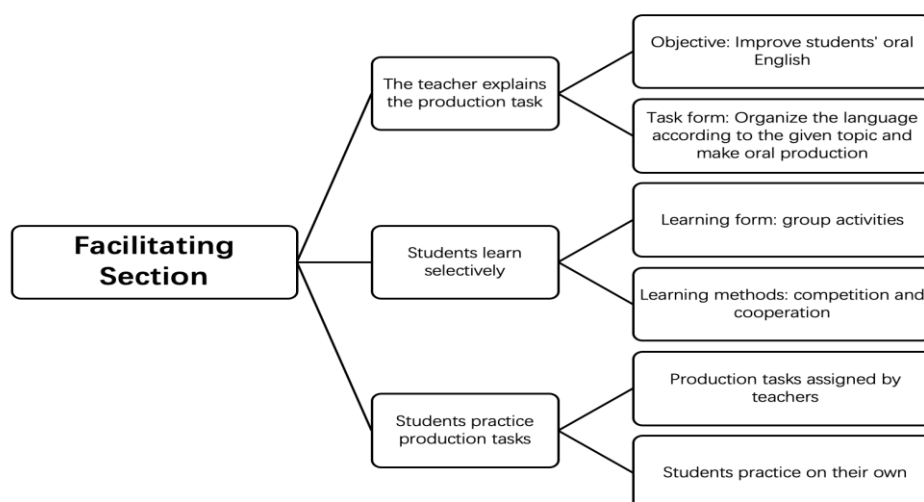 Facilitating
Section
The teacher explains
the production task
Objective: Improve students' oral
English
Task form: Organize the language
according to the given topic and
make oral production
Students learn
selectively
Learning form: group activities
Learning methods: competition and
cooperation
Students practice
production tasks
Production tasks assigned by
teachers
Students practice on their own